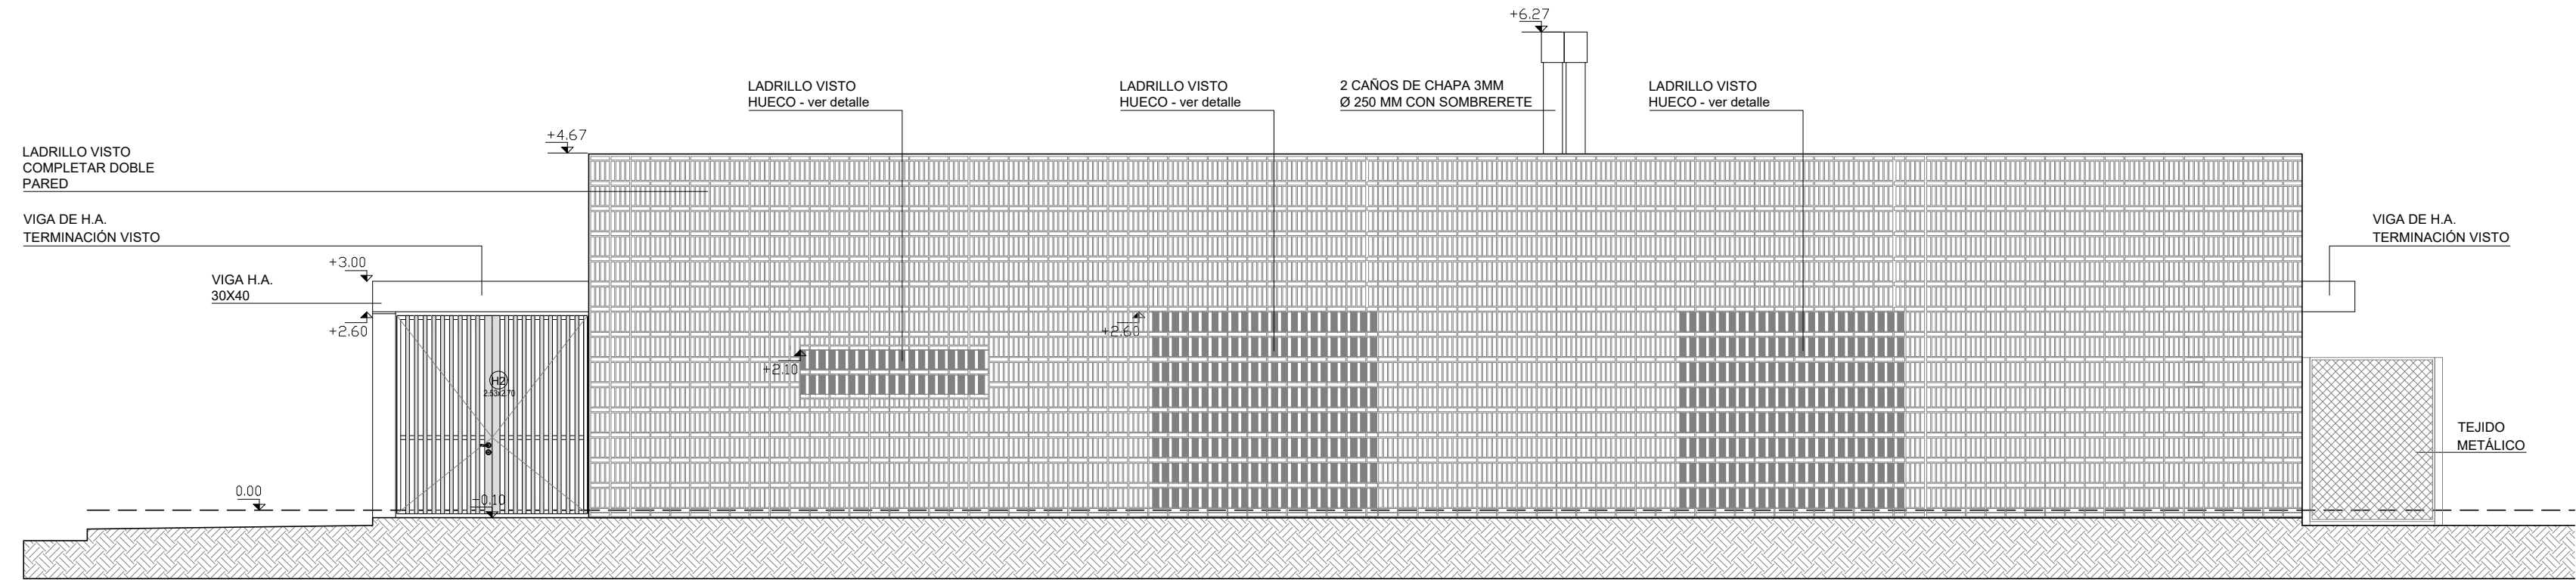 +6.27
LADRILLO VISTO
HUECO - ver detalle
LADRILLO VISTO
HUECO - ver detalle
2 CAÑOS DE CHAPA 3MM
Ø 250 MM CON SOMBRERETE
LADRILLO VISTO
HUECO - ver detalle
+4.67
LADRILLO VISTO
COMPLETAR DOBLE
PARED
VIGA DE H.A.
TERMINACIÓN VISTO
VIGA DE H.A.
TERMINACIÓN VISTO
+3.00
VIGA H.A.
30X40
+2.60
+2.60
+2.10
H2
2.53x2.70
TEJIDO
METÁLICO
0.00
-0.10